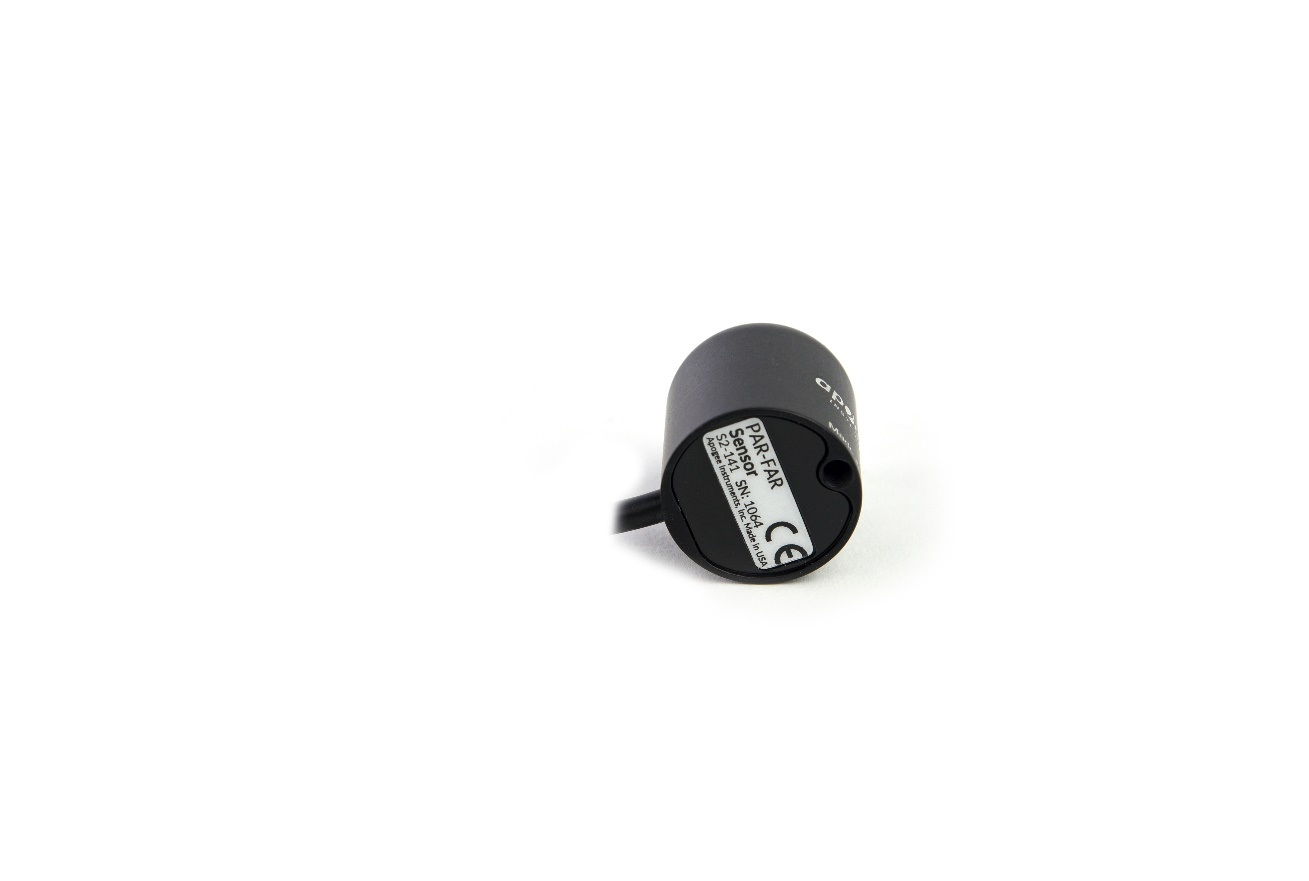 PAR-FAR
Sensor
S2-141 SN: 1064
Apogee Instruments, Inc. Made in USA
CE